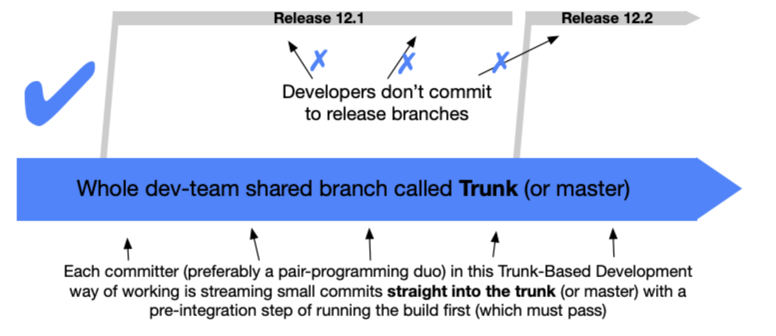 Release 12.1
Release 12.2
Developers don't commit
to release branches
Whole dev-team shared branch called Trunk (or master)
Each committer (preferably a pair-programming duo) in this Trunk-Based Development
way of working is streaming small commits straight into the trunk (or master) with a
pre-integration step of running the build first (which must pass)